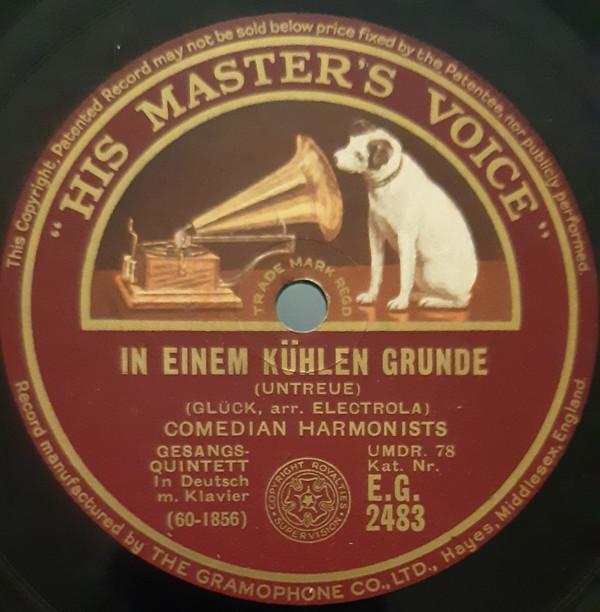 This Copyright, Patented Record may not be sold below price fixed by the Patentee, nor publicly performed.
"HIS MASTER'S VOICE"
TRADE MARK REGD
IN EINEM KÜHLEN GRUNDE
(UNTREUE)
(GLÜCK, arr. ELECTROLA)
COMEDIAN HARMONISTS
GESANGS-
QUINTETT
In Deutsch
m. Klavier
(60-1856)
COPYRIGHT ROYALTIES
SUPERVISION
UMDR. 78
Kat. Nr.
E.G.
2483
Record manufactured by THE GRAMOPHONE CO., LTD., Hayes, Middlesex, England.